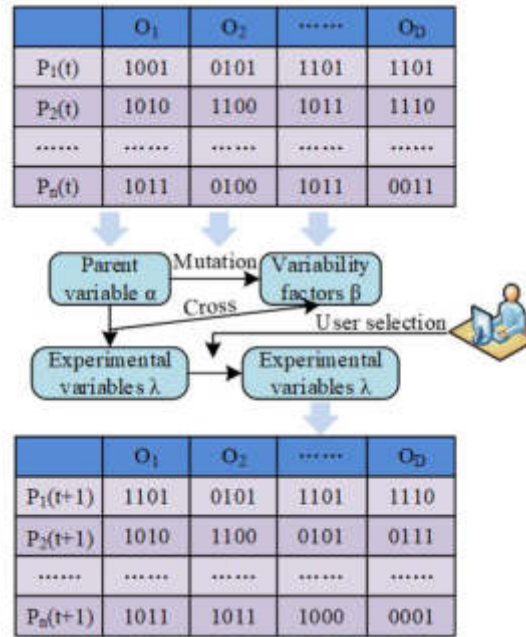 O1 O2 ...... OD
P1(t) 1001 0101 1101 1101
P2(t) 1010 1100 1011 1110
...... ...... ...... ...... ......
Pn(t) 1011 0100 1011 0011
Parent
variable α
Mutation
Variability
factors β
Cross
User selection
Experimental
variables λ
Experimental
variables λ
O1 O2 ...... OD
P1(t+1) 1101 0101 1101 1110
P2(t+1) 1010 1100 0101 0111
...... ...... ...... ...... ......
Pn(t+1) 1011 1011 1000 0001